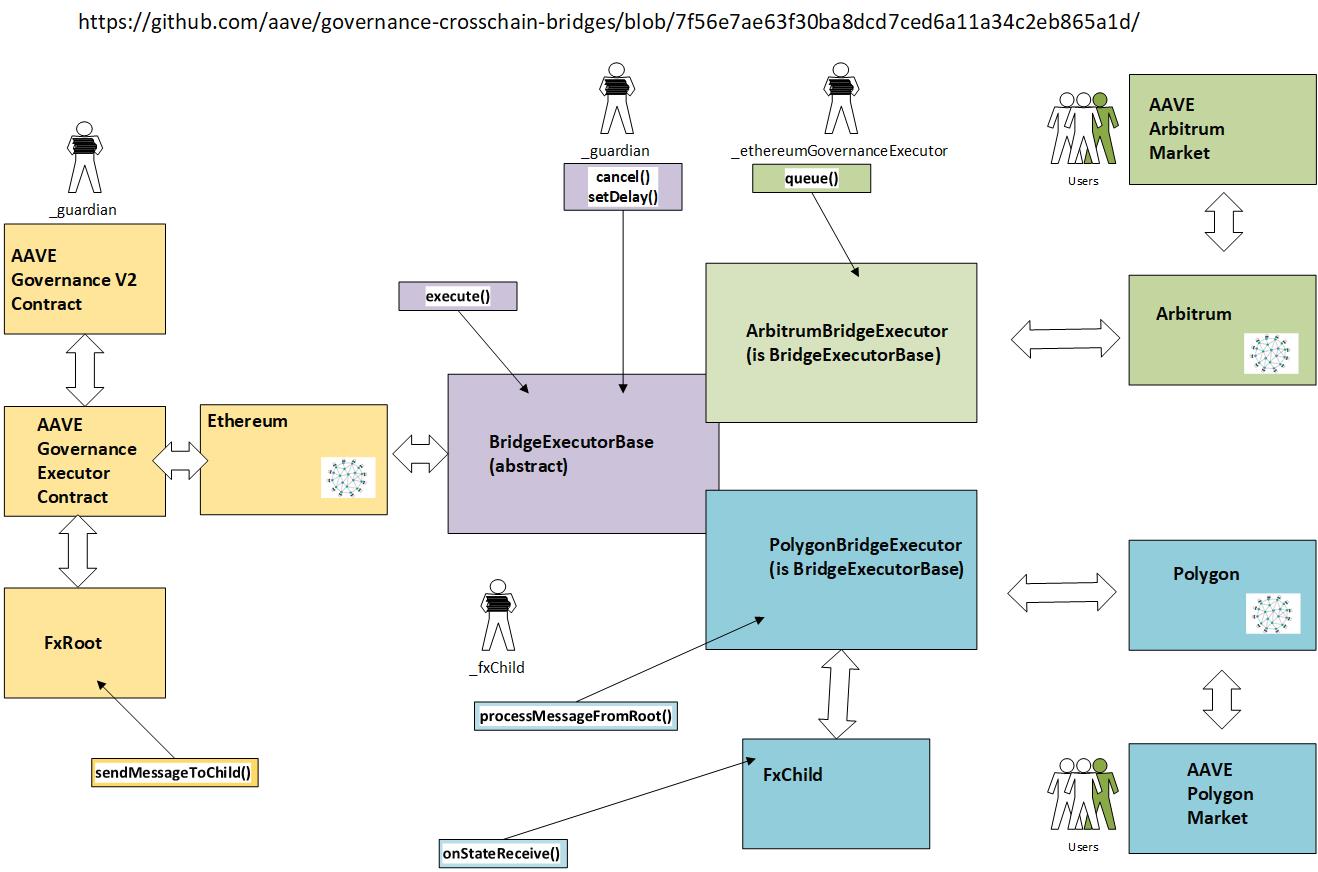 https://github.com/aave/governance-crosschain-bridges/blob/7f56e7ae63f30ba8dcd7ced6a11a34c2eb865a1d/
_guardian
AAVE
Governance V2
Contract
AAVE
Governance
Executor
Contract
FxRoot
sendMessageToChild()
Ethereum
_guardian
cancel()
setDelay()
execute()
BridgeExecutorBase
(abstract)
_fxChild
processMessageFromRoot()
onStateReceive()
_ethereumGovernanceExecutor
queue()
ArbitrumBridgeExecutor
(is BridgeExecutorBase)
PolygonBridgeExecutor
(is BridgeExecutorBase)
FxChild
Users
AAVE
Arbitrum
Market
Arbitrum
Polygon
Users
AAVE
Polygon
Market